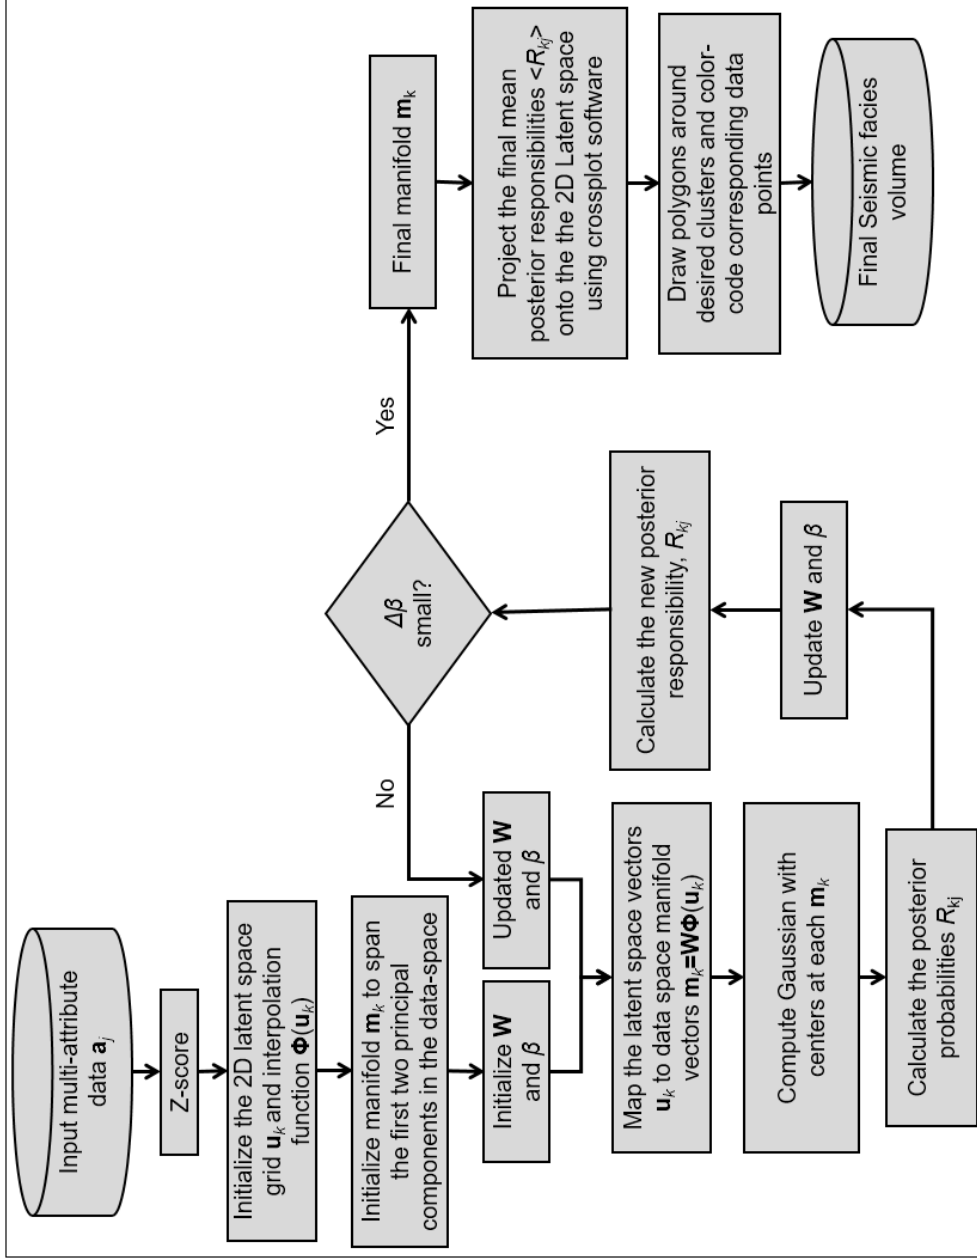 Input multi-attribute
data a_j
Z-score
Initialize the 2D latent space
grid u_k and interpolation
function Φ(u_k)
Initialize manifold m_k to span
the first two principal
components in the data-space
Initialize W
and β
Updated W
and β
Map the latent space vectors
u_k to data space manifold
vectors m_k=WΦ(u_k)
Compute Gaussian with
centers at each m_k
Calculate the posterior
probabilities R_kj
Update W and β
Calculate the new posterior
responsibility, R_kj
Δβ
small?
No
Yes
Final manifold m_k
Project the final mean
posterior responsibilities <R_kj>
onto the the 2D Latent space
using crossplot software
Draw polygons around
desired clusters and color-
code corresponding data
points
Final Seismic facies
volume